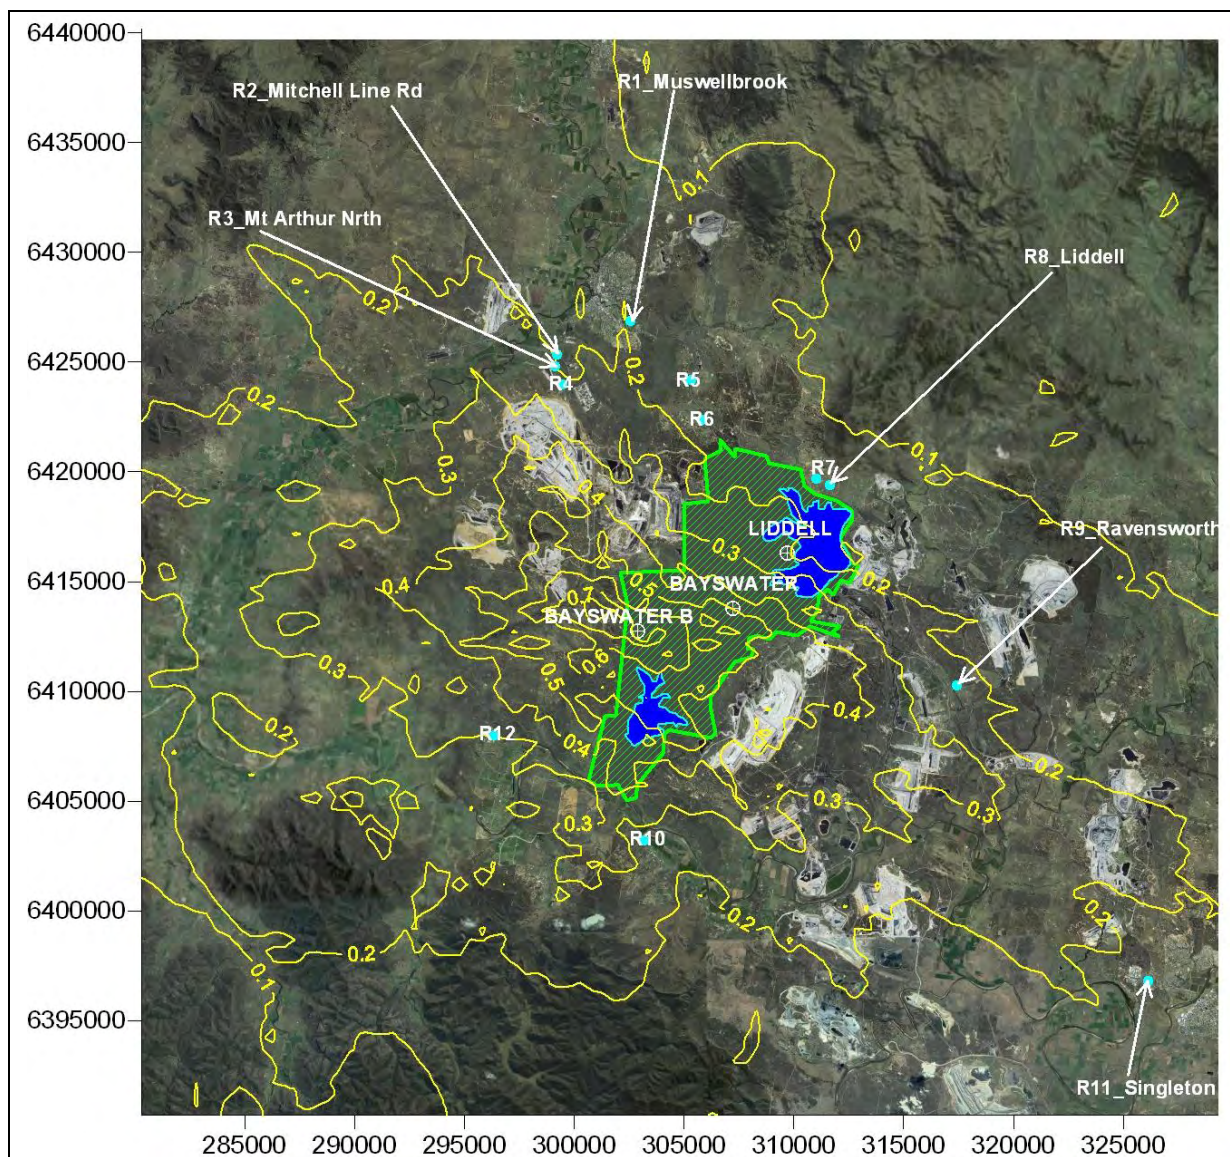 6440000
R1_Muswellbrook
R2_Mitchell Line Rd
6435000
0.1
R3_Mt Arthur Nrth
6430000
R8_Liddell
0.2
6425000
0.2
R4
R5
0.2
R6
0.1
6420000
0.3
0.4
R7
R9_Ravensworth
LIDDELL
0.3
6415000
0.4
0.5
BAYSWATER
0.2
0.7
BAYSWATER B
0.6
0.3
0.5
6410000
0.2
0.4
R12
0.4
0.2
6405000
0.3
0.3
0.3
R10
6400000
0.2
0.2
0.2
0.1
6395000
R11_Singleton
285000 290000 295000 300000 305000 310000 315000 320000 325000